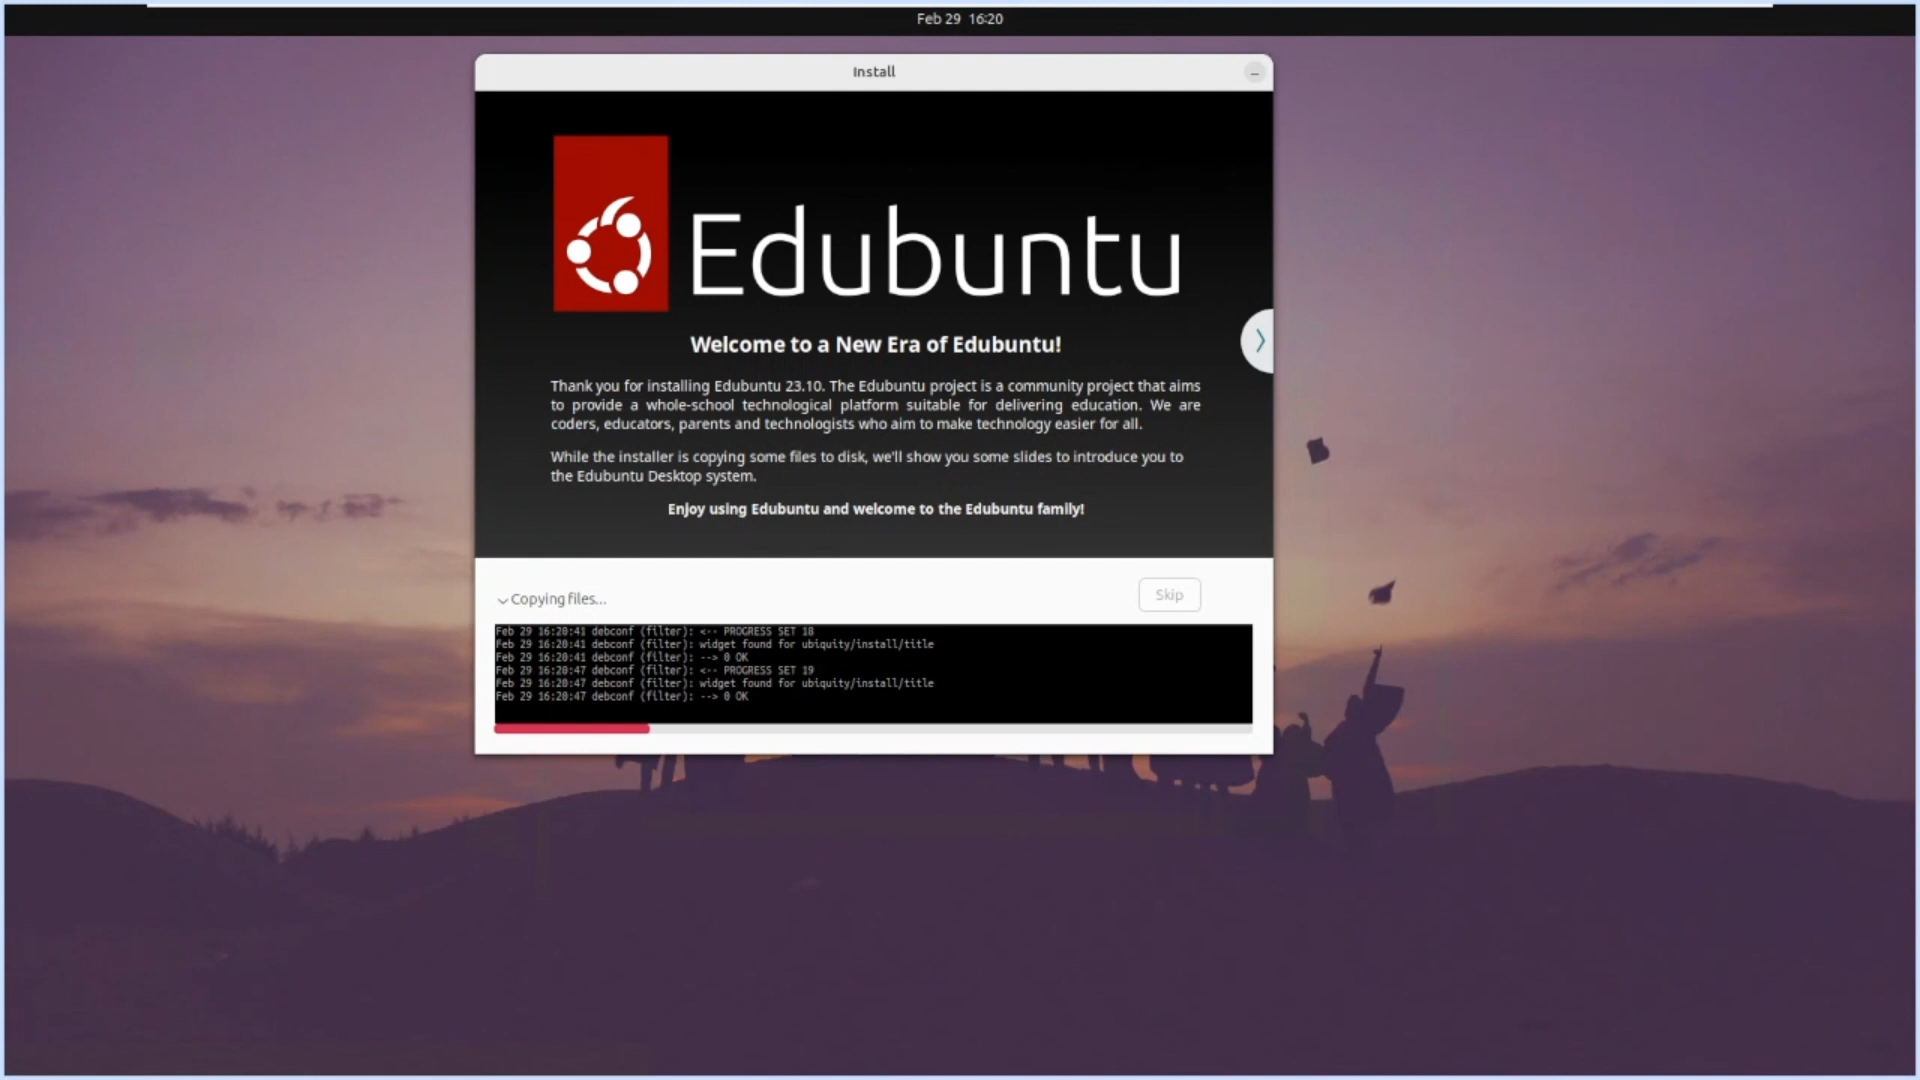 Feb 29 16:20
Install
Edubuntu
Welcome to a New Era of Edubuntu!
Thank you for installing Edubuntu 23.10. The Edubuntu project is a community project that aims
to provide a whole-school technological platform suitable for delivering education. We are
coders, educators, parents and technologists who aim to make technology easier for all.
While the installer is copying some files to disk, we'll show you some slides to introduce you to
the Edubuntu Desktop system.
Enjoy using Edubuntu and welcome to the Edubuntu family!
Copying files...
Skip
Feb 29 16:20:41 debconf (filter): <-- PROGRESS SET 18
Feb 29 16:20:41 debconf (filter): widget found for ubiquity/install/title
Feb 29 16:20:41 debconf (filter): --> 0 OK
Feb 29 16:20:47 debconf (filter): <-- PROGRESS SET 19
Feb 29 16:20:47 debconf (filter): widget found for ubiquity/install/title
Feb 29 16:20:47 debconf (filter): --> 0 OK